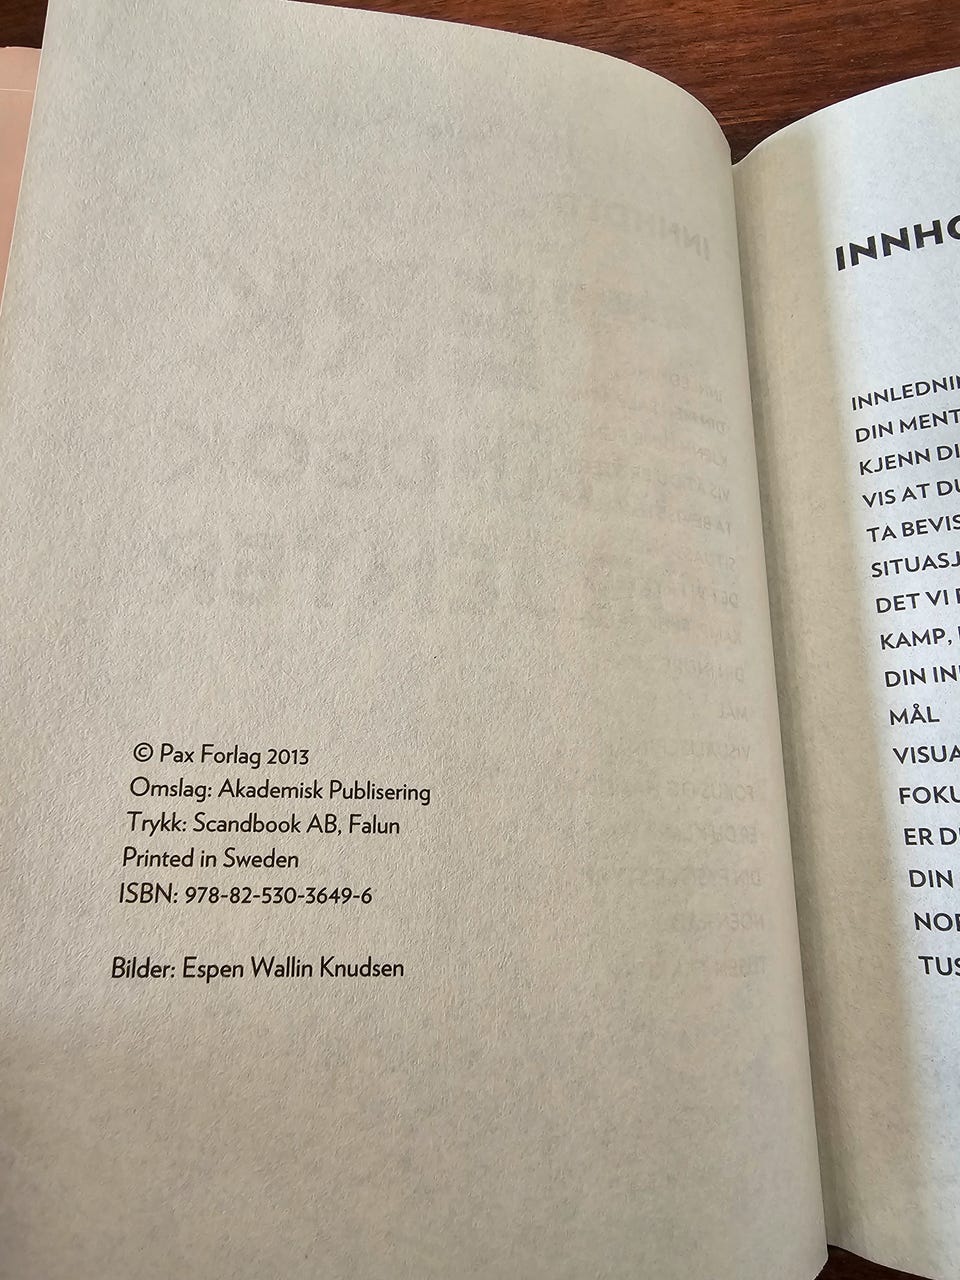 © Pax Forlag 2013
Omslag: Akademisk Publisering
Trykk: Scandbook AB, Falun
Printed in Sweden
ISBN: 978-82-530-3649-6
Bilder: Espen Wallin Knudsen
INNHO
INNLEDNI
DIN MENT
KJENN DI
VIS AT DU
TA BEVIS
SITUASJ
DET VI
KAMP,
DIN IN
MÅL
VISUA
FOKU
ER D
DIN
NOE
TUS